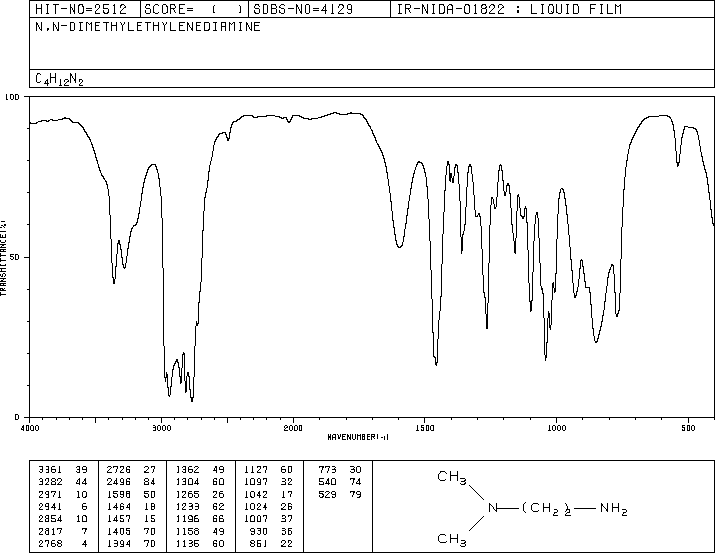 HIT-NO=2512 SCORE= ( ) SDBS-NO=4129 IR-NIDA-01822 : LIQUID FILM
N,N-DIMETHYLETHYLENEDIAMINE
C4H12N2
100
50
0
TRANSMITTANCE(%)
4000 3000 2000 1500 1000 500
WAVENUMBER(-1)
3361 39 2726 27 1362 49 1127 60 773 30
3282 44 2496 84 1304 60 1097 32 540 74
2971 10 1598 50 1265 26 1042 17 529 79
2941 6 1464 18 1233 62 1024 26
2854 10 1457 15 1196 66 1007 37
2817 7 1405 70 1158 49 930 36
2768 4 1394 70 1136 60 851 22
CH3
N—(CH2)2—NH2
CH3